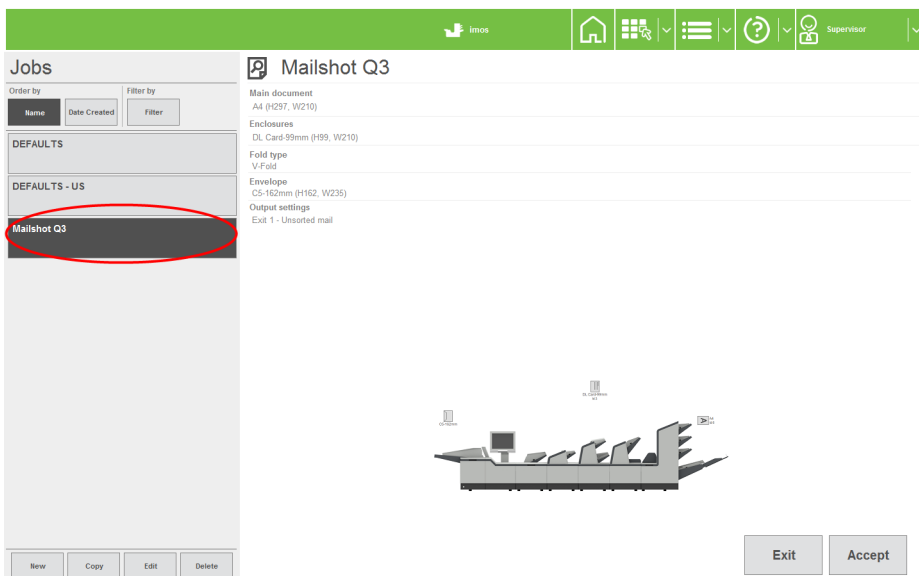 imos
Supervisor
Jobs
Order by
Filter by
Name
Date Created
Filter
DEFAULTS
DEFAULTS - US
Mailshot Q3
New
Copy
Edit
Delete
Mailshot Q3
Main document
A4 (H297, W210)
Enclosures
DL Card-99mm (H99, W210)
Fold type
V-Fold
Envelope
C5-162mm (H162, W235)
Output settings
Exit 1 - Unsorted mail
C5-162mm
Exit
Accept